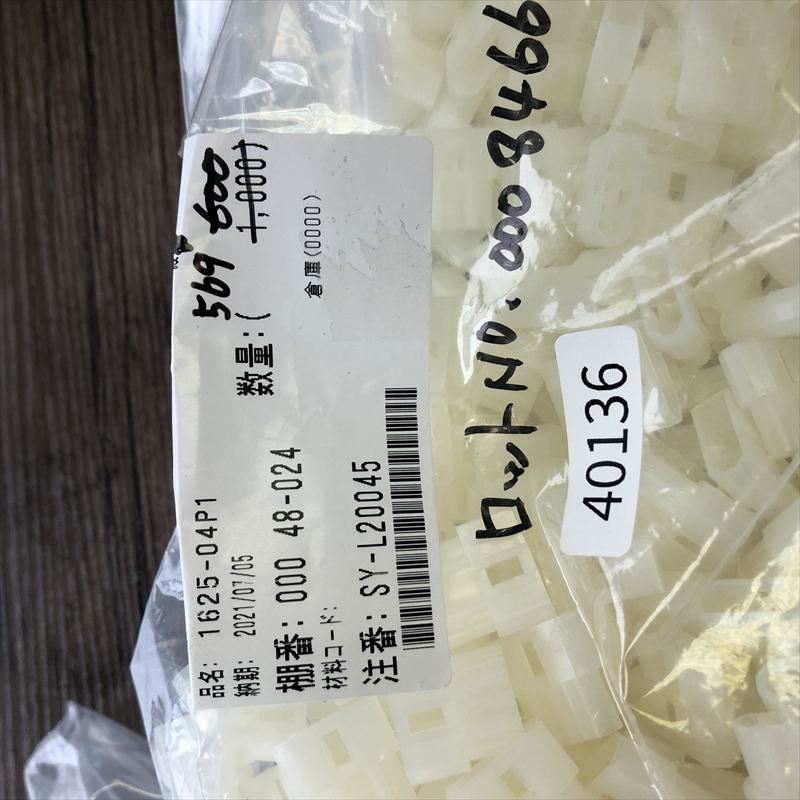 品名: 1625-04P1
納期: 2021/07/05
棚番: 000 48-024
材料コード:
注番: SY-L20045
569 600
数量: ( 1,000)
倉庫(0000)
ロットNO. 0008466
40136